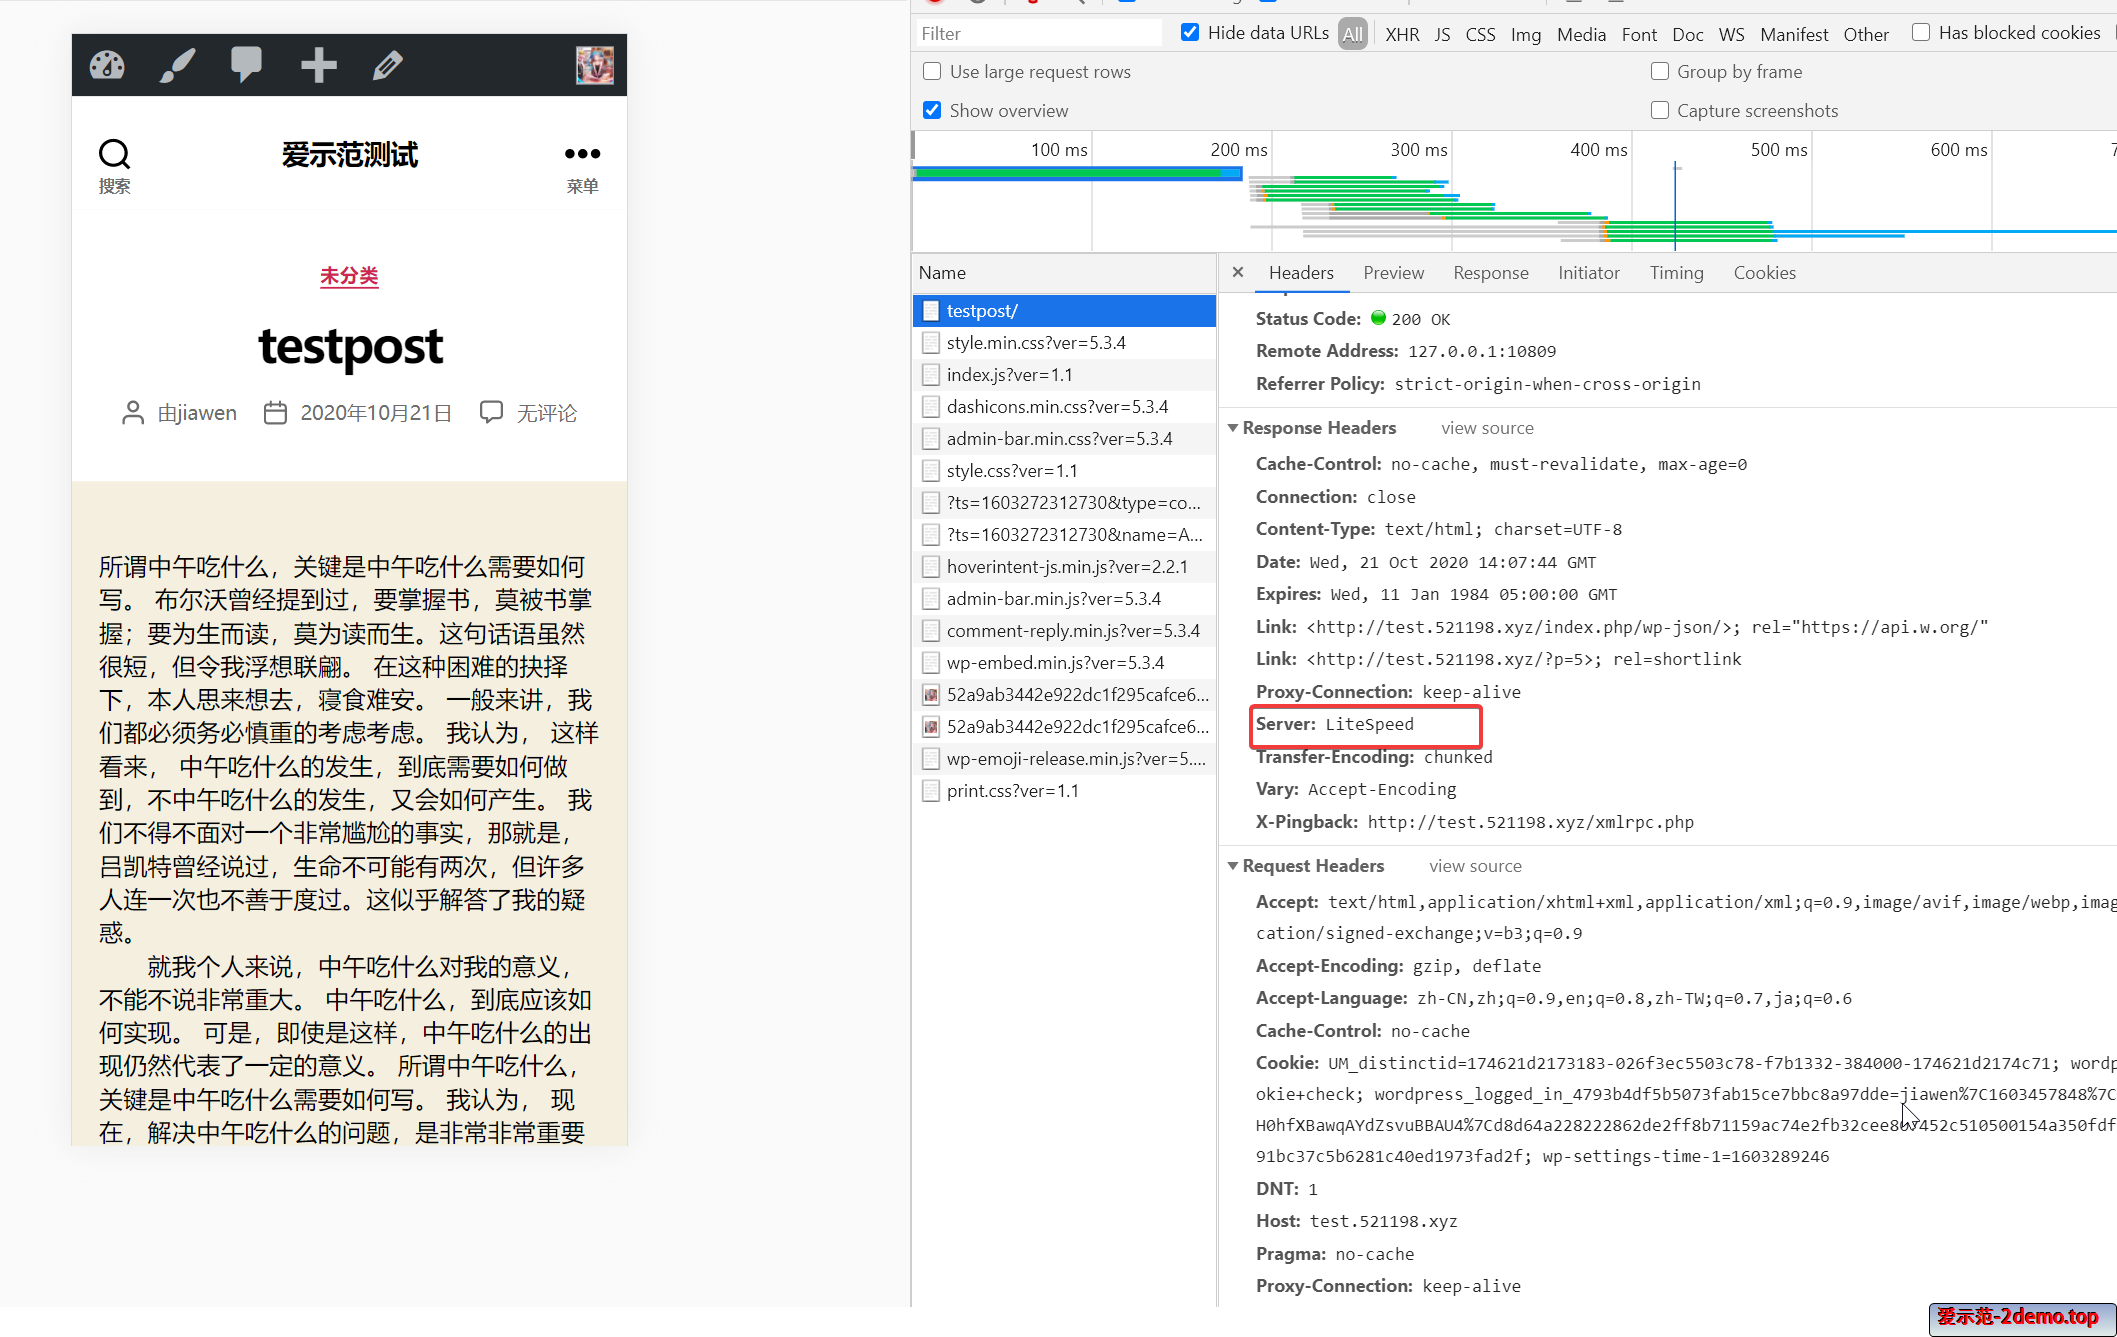 搜索
爱示范测试
菜单
未分类
testpost
由jiawen 2020年10月21日 无评论
所谓中午吃什么，关键是中午吃什么需要如何
写。 布尔沃曾经提到过，要掌握书，莫被书掌
握；要为生而读，莫为读而生。这句话语虽然
很短，但令我浮想联翩。 在这种困难的抉择
下，本人思来想去，寝食难安。 一般来讲，我
们都必须务必慎重的考虑考虑。 我认为， 这样
看来， 中午吃什么的发生，到底需要如何做
到，不中午吃什么的发生，又会如何产生。 我
们不得不面对一个非常尴尬的事实，那就是，
吕凯特曾经说过，生命不可能有两次，但许多
人连一次也不善于度过。这似乎解答了我的疑
惑。
就我个人来说，中午吃什么对我的意义，
不能不说非常重大。 中午吃什么，到底应该如
何实现。 可是，即使是这样，中午吃什么的出
现仍然代表了一定的意义。 所谓中午吃什么，
关键是中午吃什么需要如何写。 我认为， 现
在，解决中午吃什么的问题，是非常非常重要
Filter Hide data URLs All XHR JS CSS Img Media Font Doc WS Manifest Other Has blocked cookies
Use large request rows Group by frame
Show overview Capture screenshots
100 ms 200 ms 300 ms 400 ms 500 ms 600 ms
Name
testpost/
style.min.css?ver=5.3.4
index.js?ver=1.1
dashicons.min.css?ver=5.3.4
admin-bar.min.css?ver=5.3.4
style.css?ver=1.1
?ts=1603272312730&type=co...
?ts=1603272312730&name=A...
hoverintent-js.min.js?ver=2.2.1
admin-bar.min.js?ver=5.3.4
comment-reply.min.js?ver=5.3.4
wp-embed.min.js?ver=5.3.4
52a9ab3442e922dc1f295cafce6...
52a9ab3442e922dc1f295cafce6...
wp-emoji-release.min.js?ver=5....
print.css?ver=1.1
× Headers Preview Response Initiator Timing Cookies
Status Code: 200 OK
Remote Address: 127.0.0.1:10809
Referrer Policy: strict-origin-when-cross-origin
Response Headers view source
Cache-Control: no-cache, must-revalidate, max-age=0
Connection: close
Content-Type: text/html; charset=UTF-8
Date: Wed, 21 Oct 2020 14:07:44 GMT
Expires: Wed, 11 Jan 1984 05:00:00 GMT
Link: <http://test.521198.xyz/index.php/wp-json/>; rel="https://api.w.org/"
Link: <http://test.521198.xyz/?p=5>; rel=shortlink
Proxy-Connection: keep-alive
Server: LiteSpeed
Transfer-Encoding: chunked
Vary: Accept-Encoding
X-Pingback: http://test.521198.xyz/xmlrpc.php
Request Headers view source
Accept: text/html,application/xhtml+xml,application/xml;q=0.9,image/avif,image/webp,imag
cation/signed-exchange;v=b3;q=0.9
Accept-Encoding: gzip, deflate
Accept-Language: zh-CN,zh;q=0.9,en;q=0.8,zh-TW;q=0.7,ja;q=0.6
Cache-Control: no-cache
Cookie: UM_distinctid=174621d2173183-026f3ec5503c78-f7b1332-384000-174621d2174c71; wordp
okie+check; wordpress_logged_in_4793b4df5b5073fab15ce7bbc8a97dde=jiawen%7C1603457848%7C
91bc37c5b6281c40ed1973fad2f; wp-settings-time-1=1603289246
DNT: 1
Host: test.521198.xyz
Pragma: no-cache
Proxy-Connection: keep-alive
爱示范-2demo.top